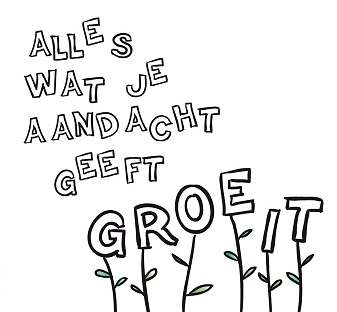 ALLES
WAT JE
AANDACHT
GEEFT
GROEIT